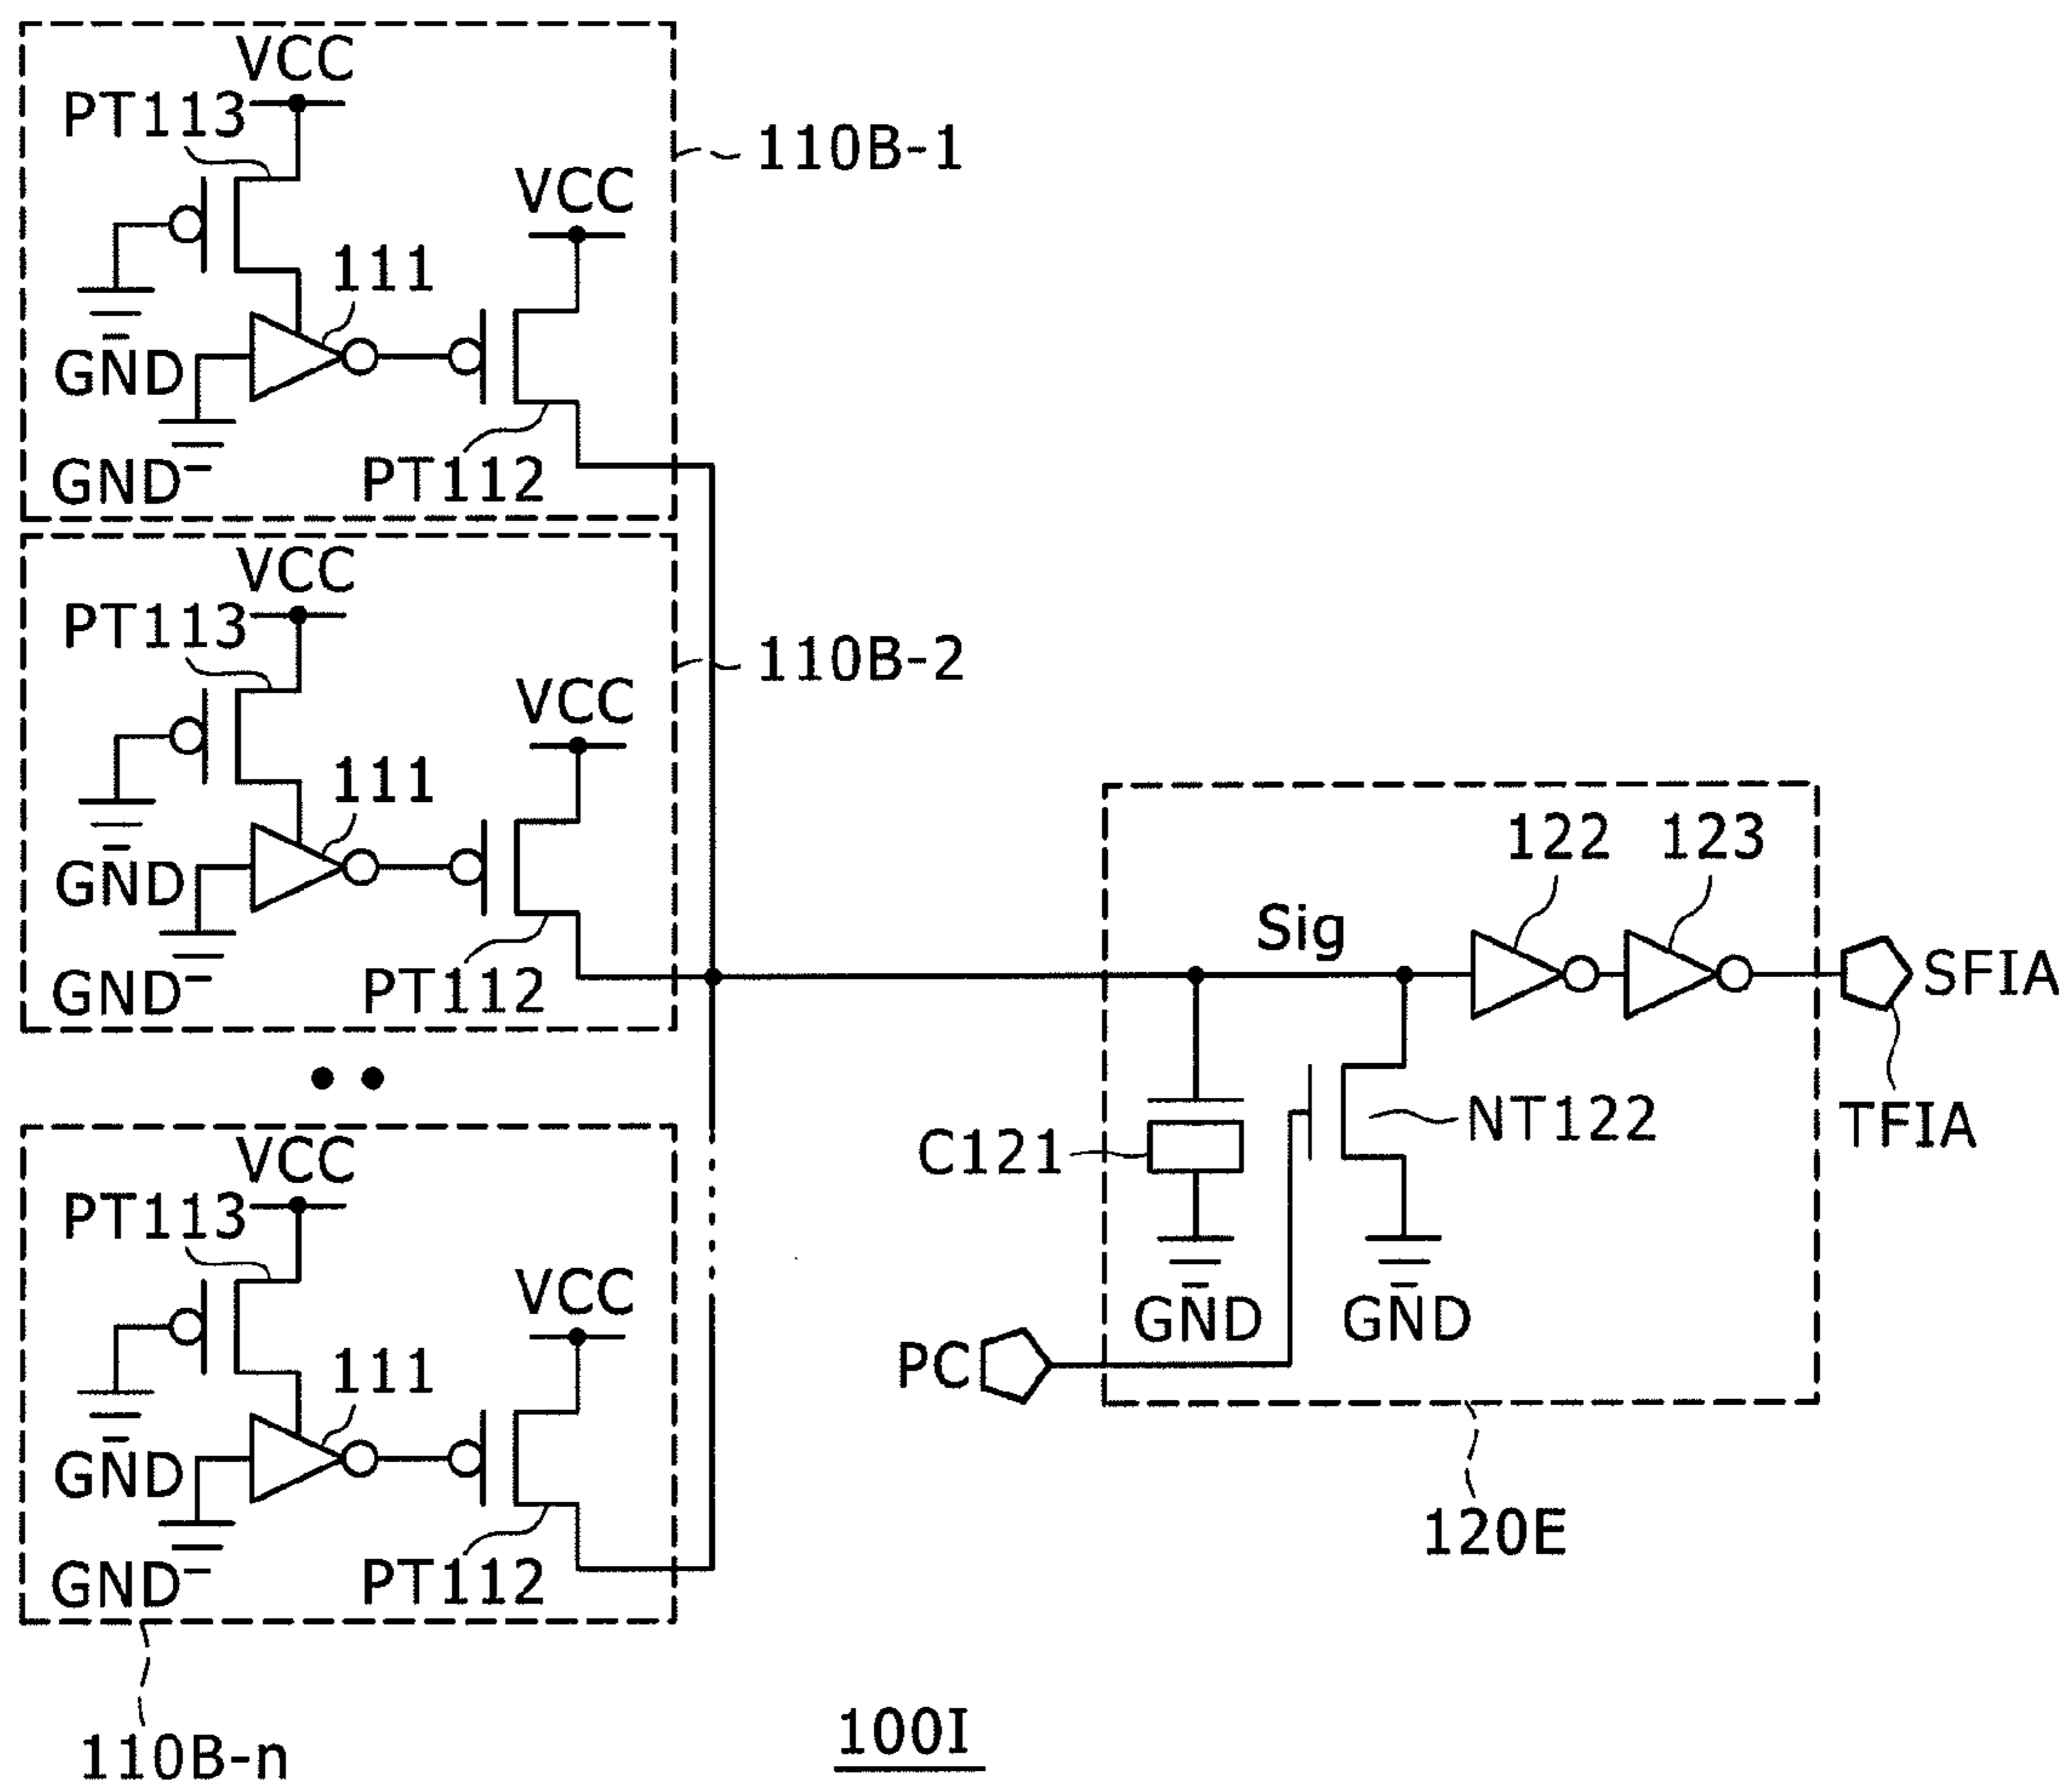 VCC
PT113
110B-1
VCC
111
GND
PT112
GND
VCC
PT113
110B-2
VCC
111
GND
PT112
GND
122 123
Sig
SFIA
NT122
TFIA
C121
VCC
PT113
VCC
GND GND
PC
111
GND
120E
PT112
GND
110B-n
100I